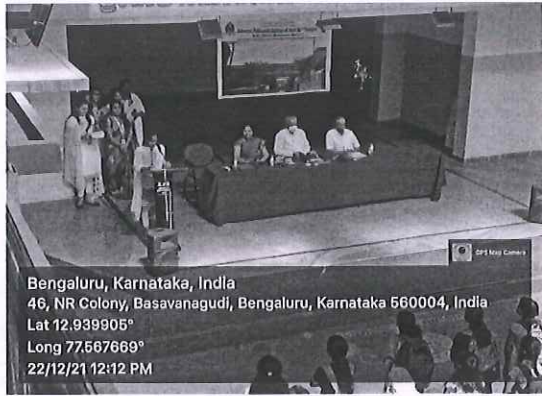 GPS Map Camera
Bengaluru, Karnataka, India
46, NR Colony, Basavanagudi, Bengaluru, Karnataka 560004, India
Lat 12.939905°
Long 77.567669°
22/12/21 12:12 PM